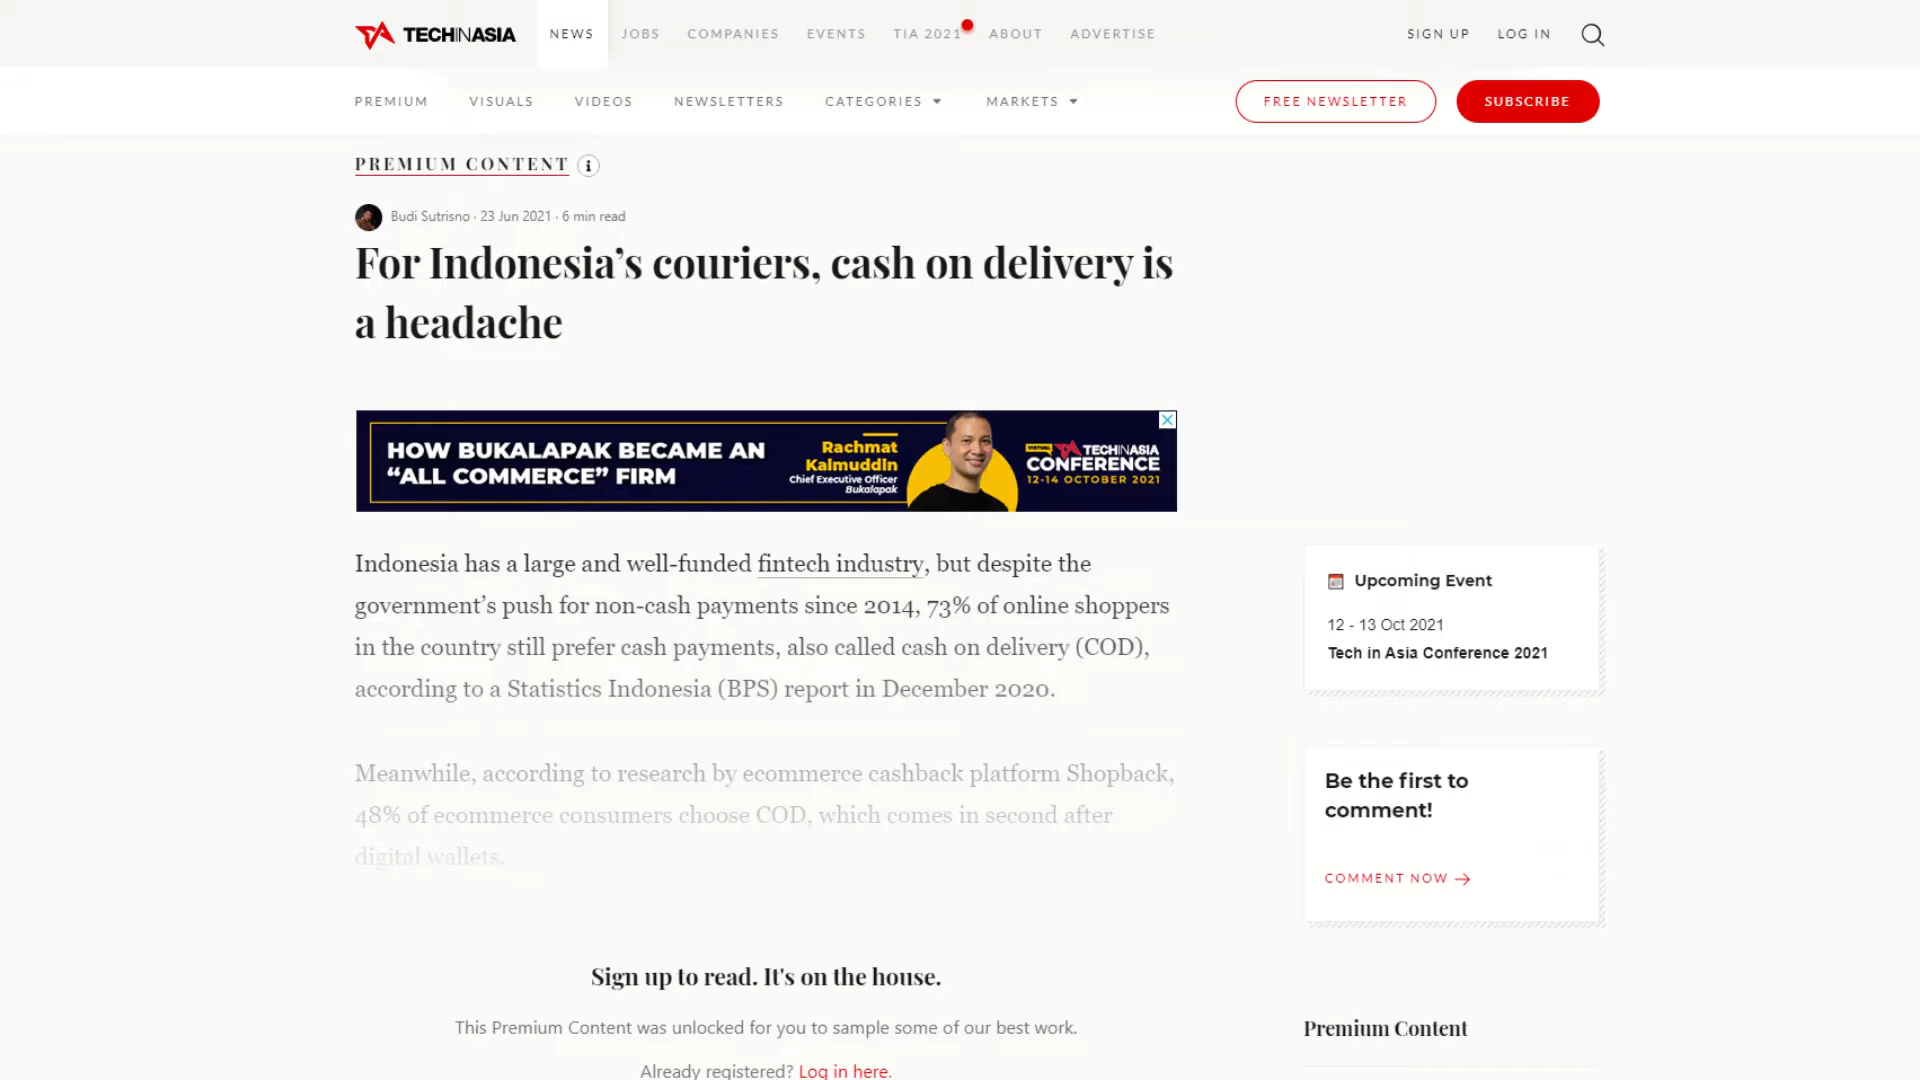 TECHINASIA
NEWS
JOBS
COMPANIES
EVENTS
TIA 2021
ABOUT
ADVERTISE
SIGN UP
LOG IN
PREMIUM
VISUALS
VIDEOS
NEWSLETTERS
CATEGORIES
MARKETS
FREE NEWSLETTER
SUBSCRIBE
PREMIUM CONTENT
Budi Sutrisno · 23 Jun 2021 · 6 min read
For Indonesia’s couriers, cash on delivery is
a headache
HOW BUKALAPAK BECAME AN
“ALL COMMERCE” FIRM
Rachmat
Kaimuddin
Chief Executive Officer
Bukalapak
VIRTUAL TECHINASIA
CONFERENCE
12-14 OCTOBER 2021
Indonesia has a large and well-funded fintech industry, but despite the
government’s push for non-cash payments since 2014, 73% of online shoppers
in the country still prefer cash payments, also called cash on delivery (COD),
according to a Statistics Indonesia (BPS) report in December 2020.
Meanwhile, according to research by ecommerce cashback platform Shopback,
48% of ecommerce consumers choose COD, which comes in second after
digital wallets.
Sign up to read. It's on the house.
This Premium Content was unlocked for you to sample some of our best work.
Already registered? Log in here.
Upcoming Event
12 - 13 Oct 2021
Tech in Asia Conference 2021
Be the first to
comment!
COMMENT NOW
Premium Content